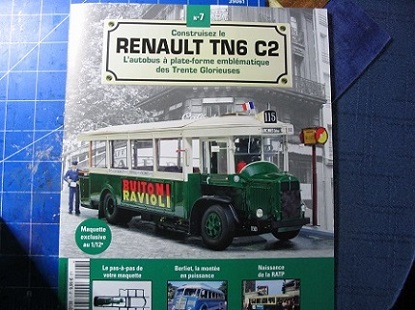 N° 7
Construisez le
RENAULT TN6 C2
L'autobus à plate-forme emblématique
des Trente Glorieuses
115
BUITONI
RAVIOLI
Maquette
exclusive
au 1/12e
Le pas-à-pas de
votre maquette
Berliet, la montée
en puissance
Naissance
de la RATP